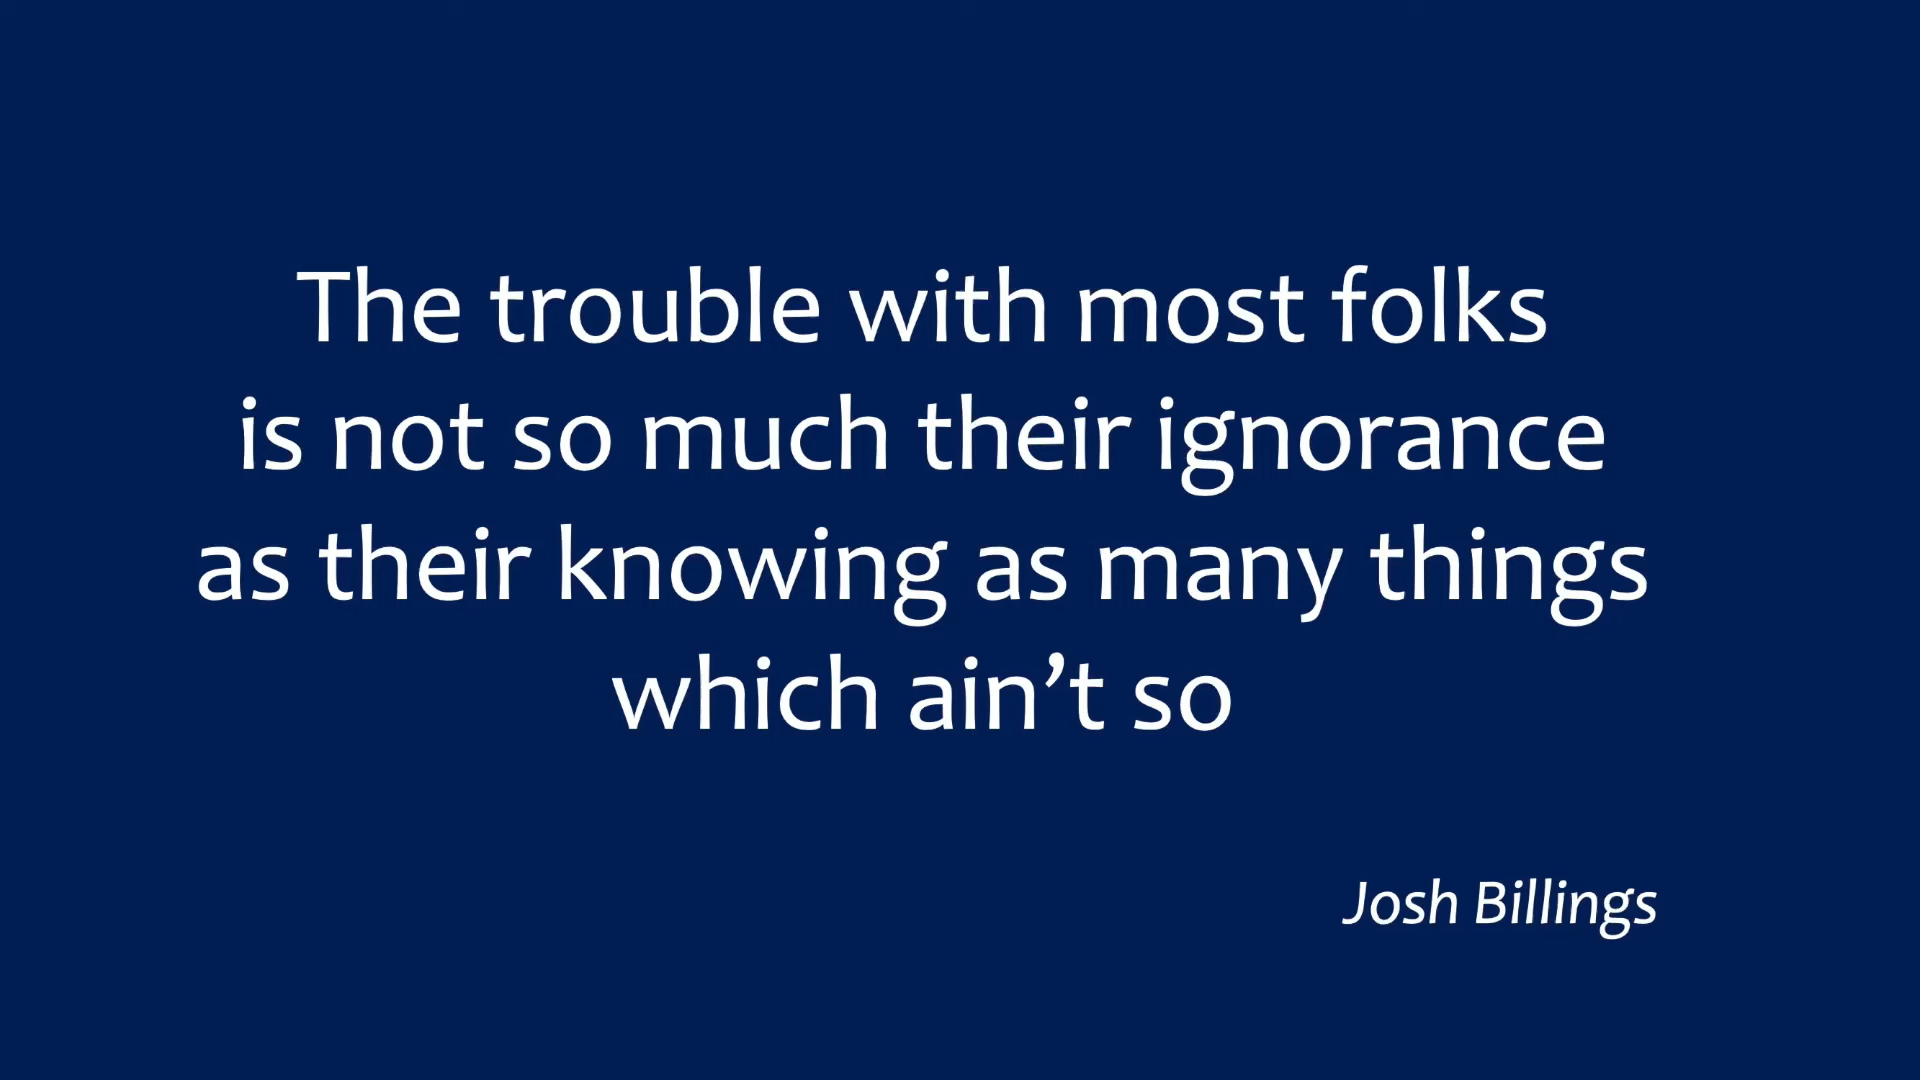 The trouble with most folks
is not so much their ignorance
as their knowing as many things
which ain’t so
Josh Billings